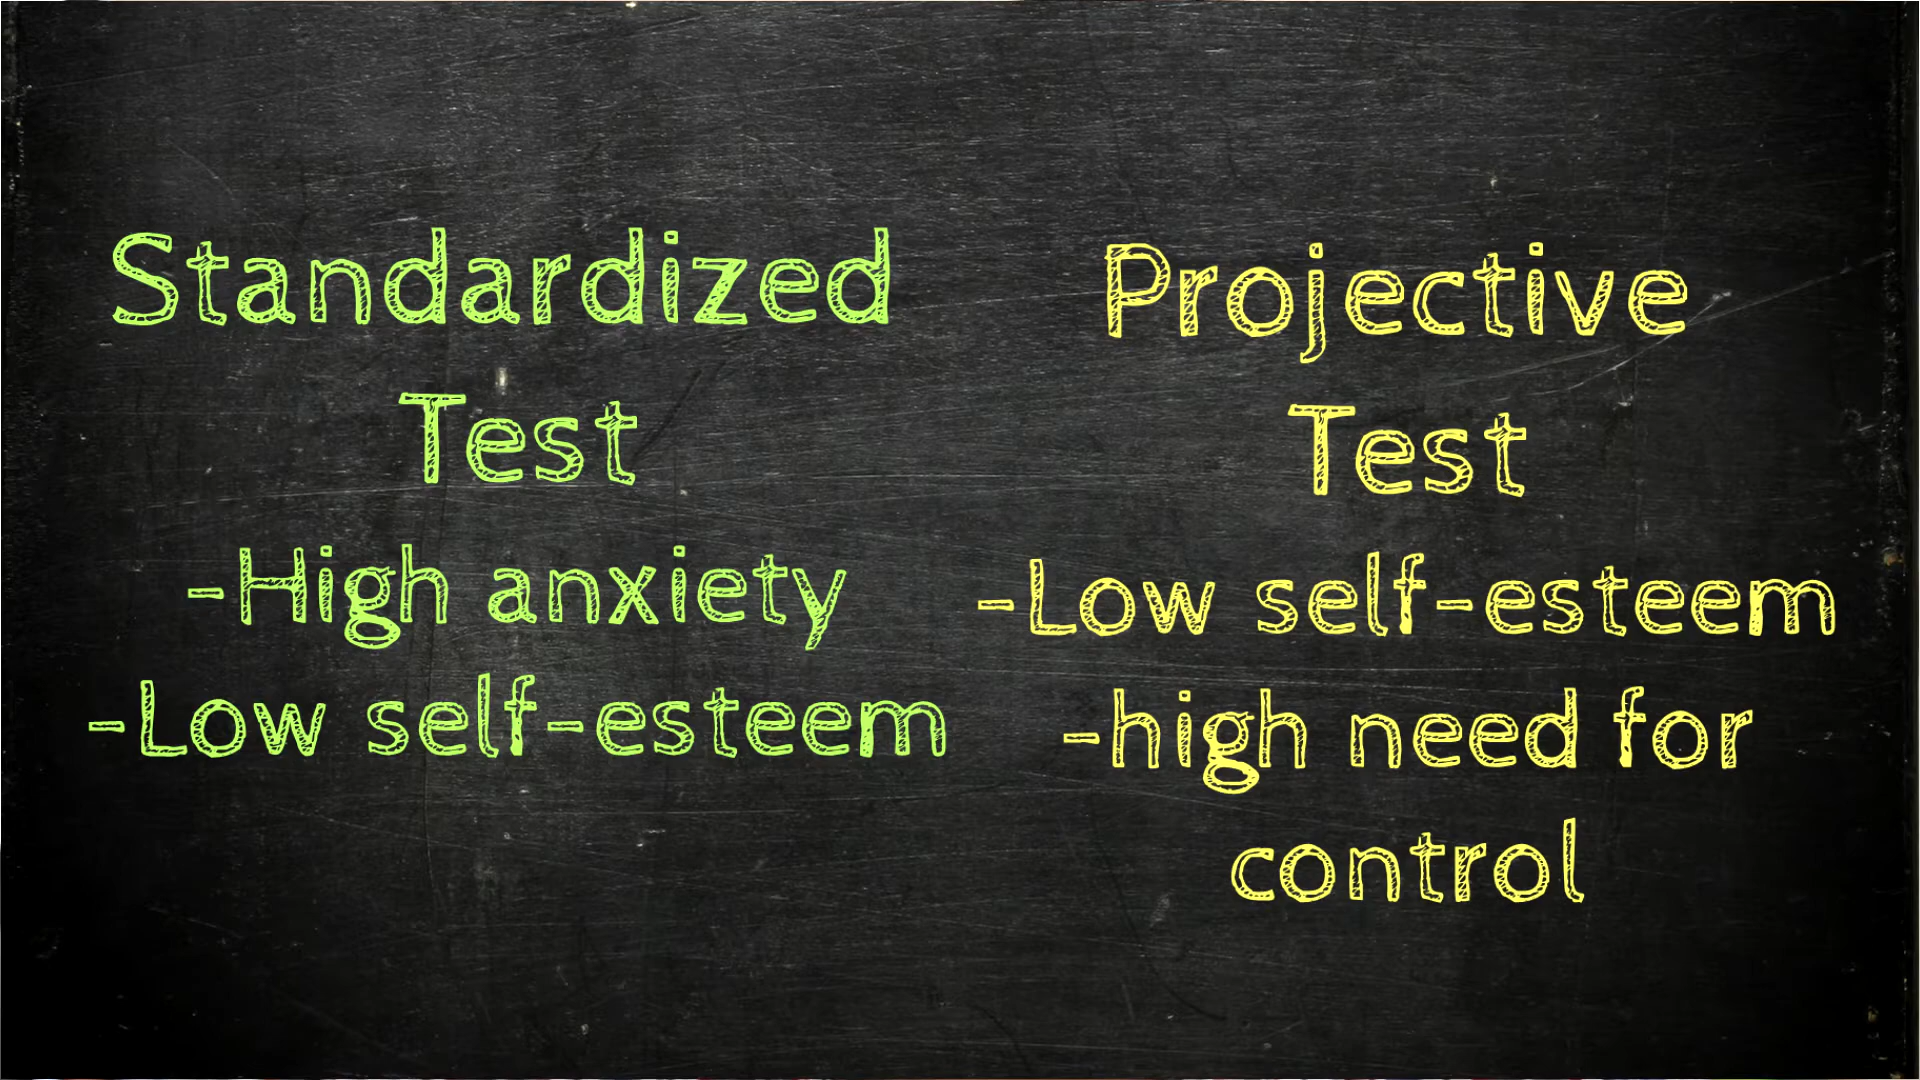 Standardized
Test
-High anxiety
-Low self-esteem
Projective
Test
-Low self-esteem
-high need for
control